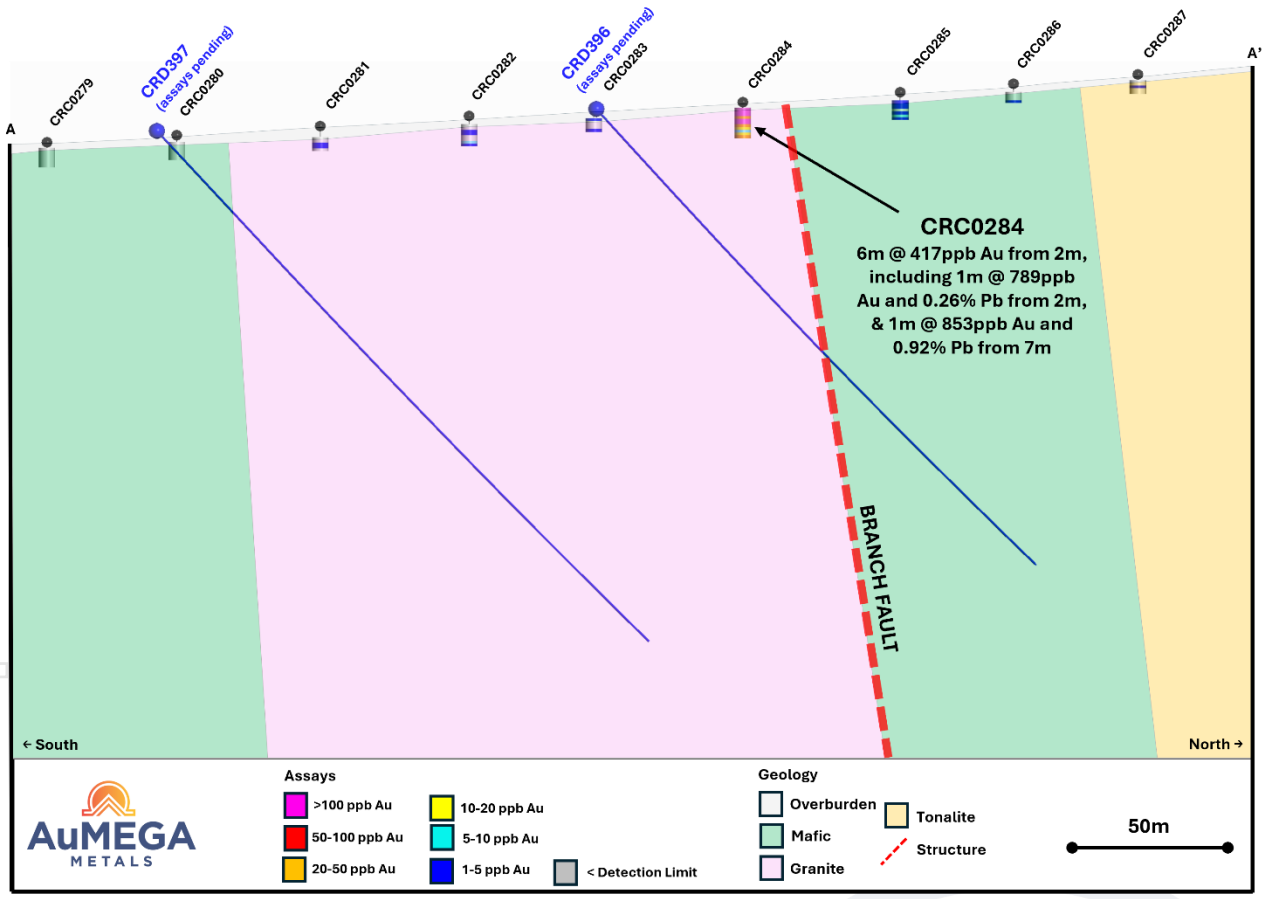 CRC0279
CRD397
(assays pending)
CRC0280
CRC0281
CRC0282
CRD396
(assays pending)
CRC0283
CRC0284
CRC0285
CRC0286
CRC0287
A
A’
CRC0284
6m @ 417ppb Au from 2m,
including 1m @ 789ppb
Au and 0.26% Pb from 2m,
& 1m @ 853ppb Au and
0.92% Pb from 7m
BRANCH FAULT
← South
North →
AuMEGA
METALS
Assays
>100 ppb Au
50-100 ppb Au
20-50 ppb Au
10-20 ppb Au
5-10 ppb Au
1-5 ppb Au
< Detection Limit
Geology
Overburden
Mafic
Granite
Tonalite
Structure
50m